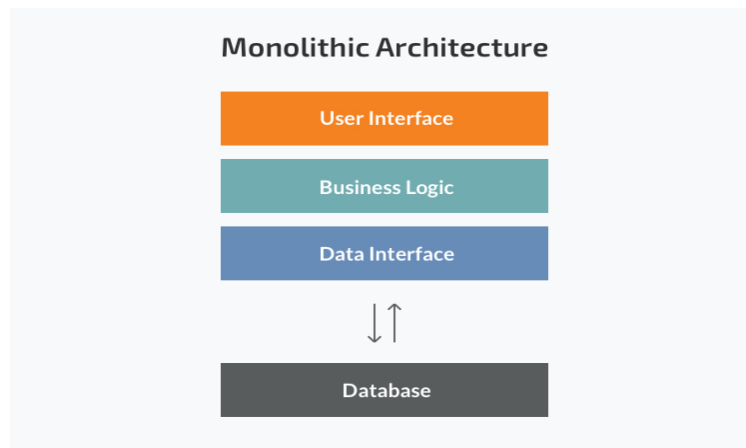 Monolithic Architecture
User Interface
Business Logic
Data Interface
Database